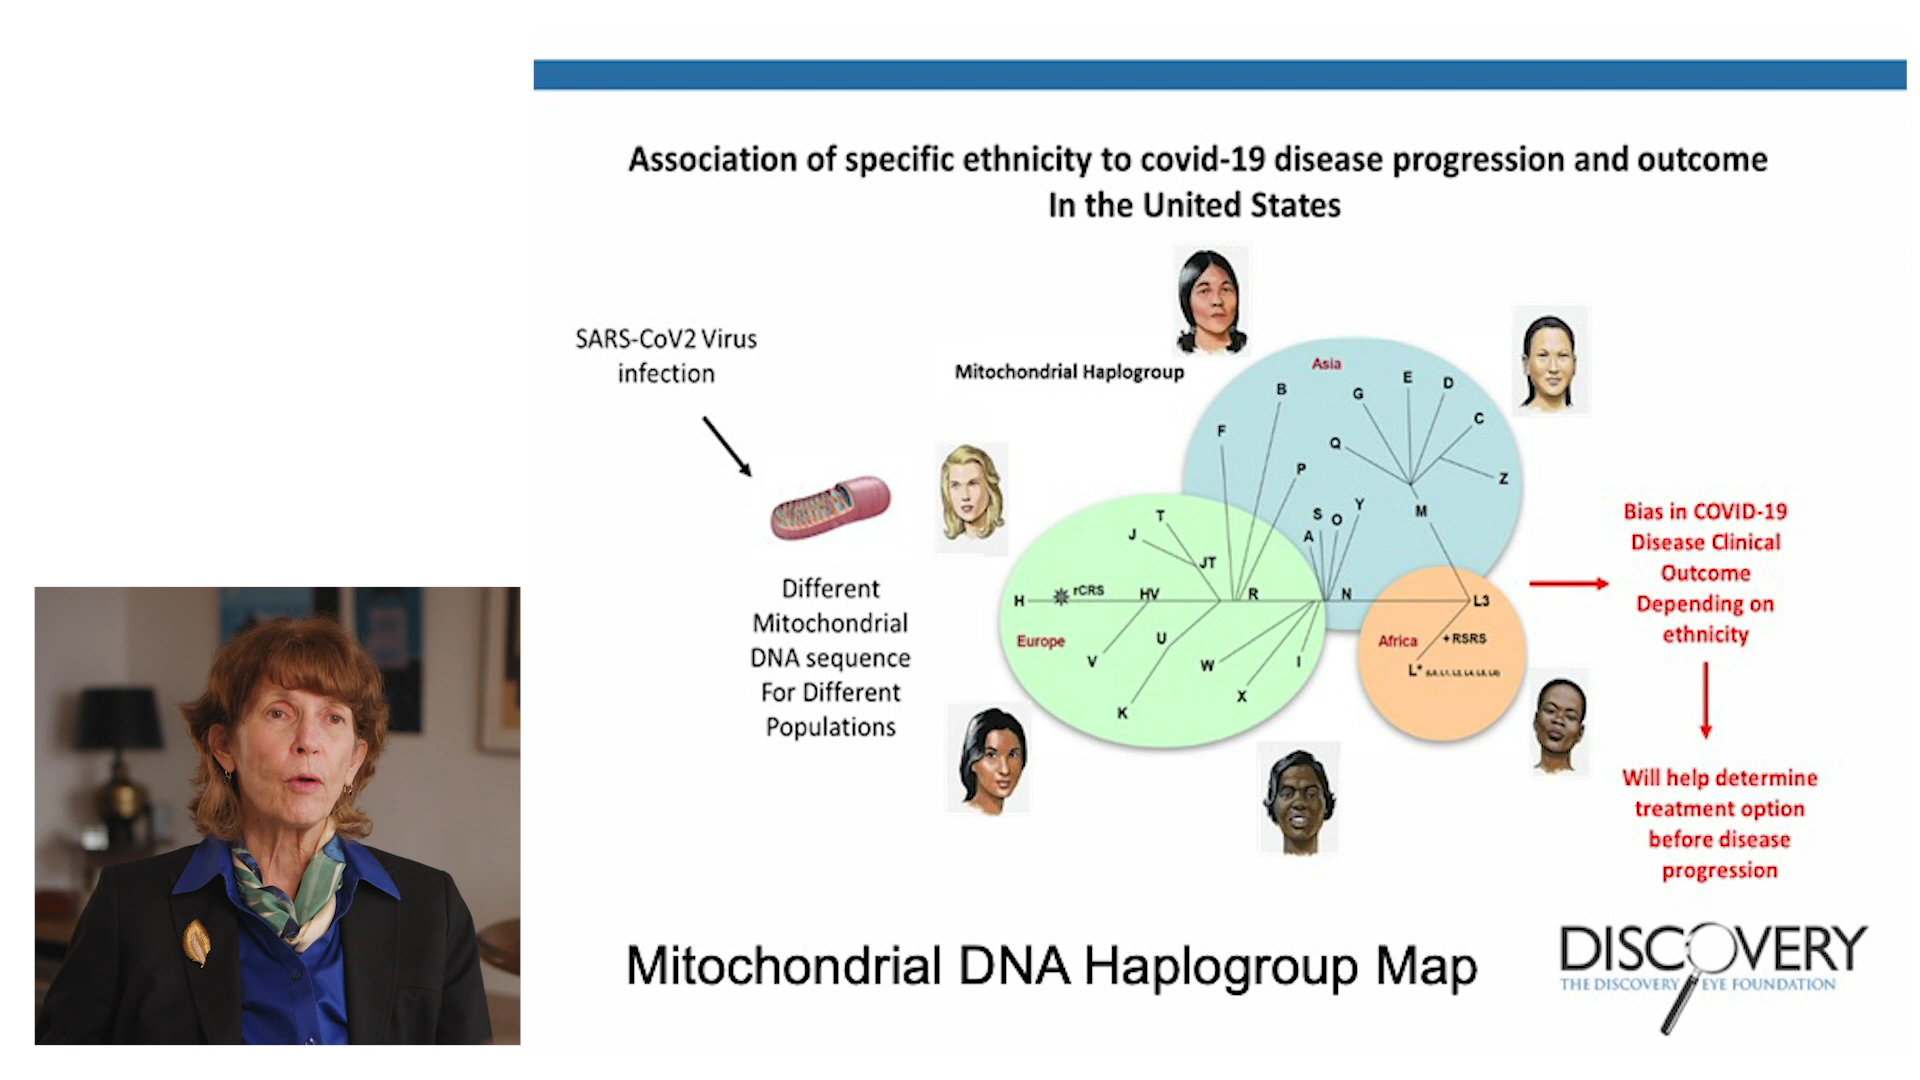 Association of specific ethnicity to covid-19 disease progression and outcome
In the United States
SARS-CoV2 Virus
infection
Mitochondrial Haplogroup
Different
Mitochondrial
DNA sequence
For Different
Populations
Asia
B
G
E
D
F
C
Q
P
Z
S
O
Y
M
A
T
J
JT
H
rCRS
HV
R
N
L3
Europe
U
V
W
I
K
X
Africa
+RSRS
L*
Bias in COVID-19
Disease Clinical
Outcome
Depending on
ethnicity
Will help determine
treatment option
before disease
progression
Mitochondrial DNA Haplogroup Map
DISCOVERY
THE DISCOVERY EYE FOUNDATION